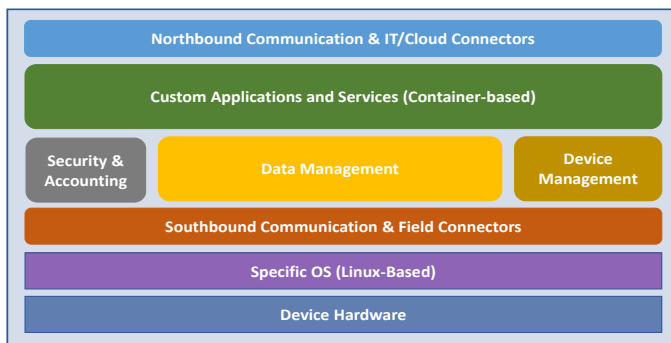 Northbound Communication & IT/Cloud Connectors
Custom Applications and Services (Container-based)
Security &
Accounting
Data Management
Device
Management
Southbound Communication & Field Connectors
Specific OS (Linux-Based)
Device Hardware